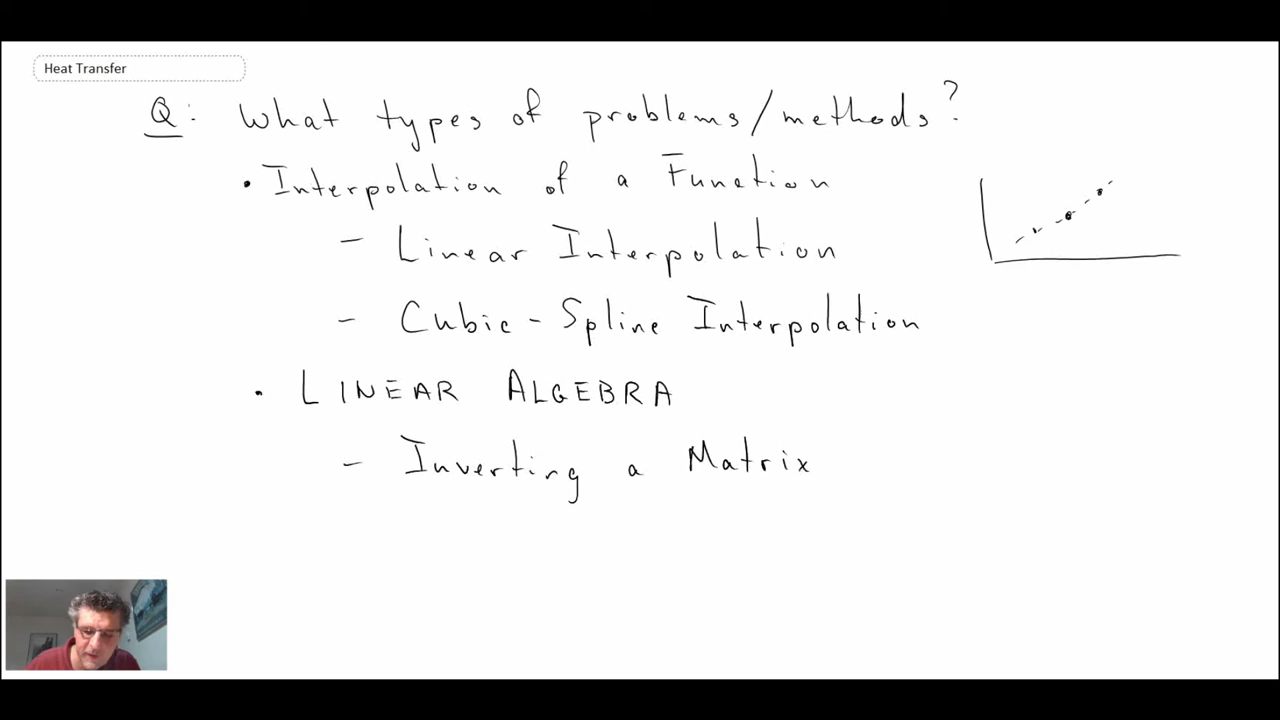 Heat Transfer
Q: What types of problems/methods?
• Interpolation of a Function
- Linear Interpolation
- Cubic-Spline Interpolation
• LINEAR ALGEBRA
- Inverting a Matrix